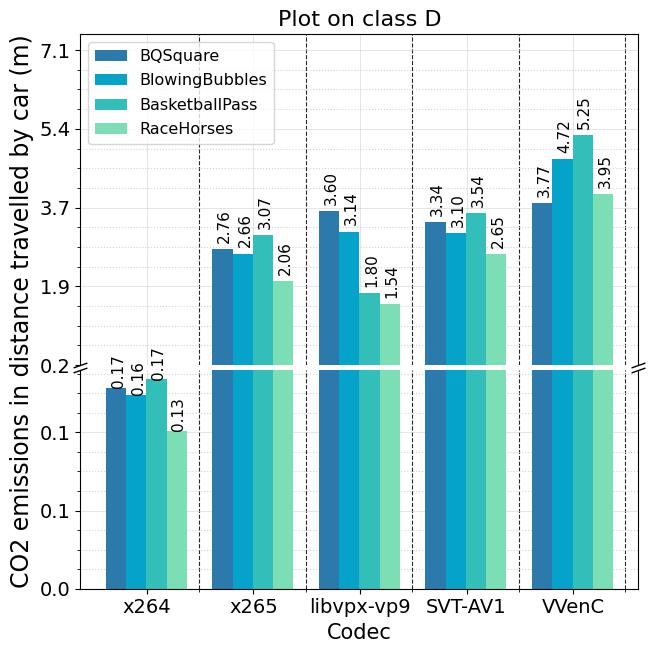 Plot on class D
CO2 emissions in distance travelled by car (m)
7.1
5.4
3.7
1.9
0.2
0.1
0.1
0.0
BQSquare
BlowingBubbles
BasketballPass
RaceHorses
0.17
0.16
0.17
0.13
2.76
2.66
3.07
2.06
3.60
3.14
1.80
1.54
3.34
3.10
3.54
2.65
3.77
4.72
5.25
3.95
x264
x265
libvpx-vp9
SVT-AV1
VVenC
Codec